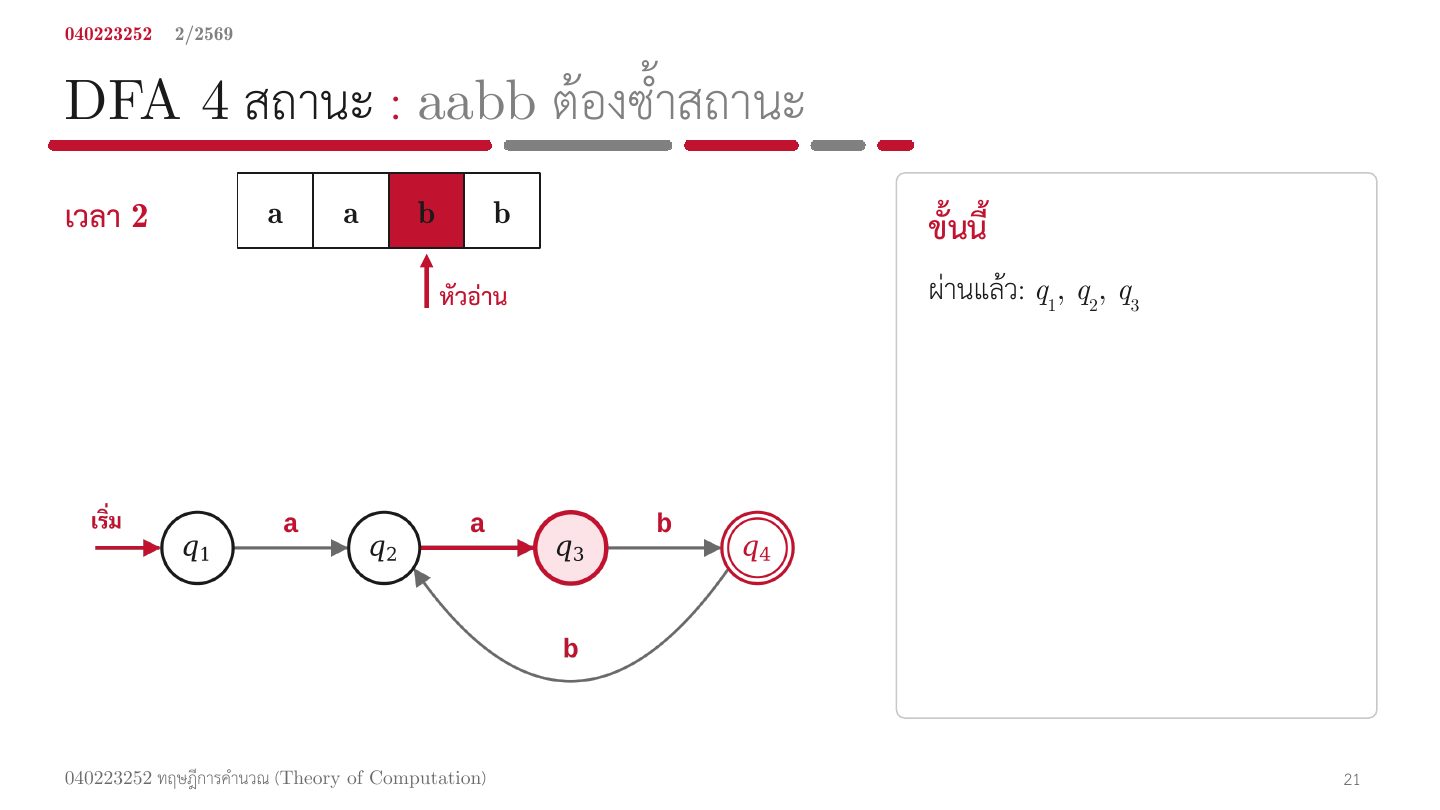 040223252 2/2569
DFA 4 สถานะ : aabb ต้องซ้ำสถานะ
เวลา 2
a a b b
หัวอ่าน
ขั้นนี้
ผ่านแล้ว: q1, q2, q3
เริ่ม
a a b
q1 q2 q3 q4
b
040223252 ทฤษฎีการคำนวณ (Theory of Computation)
21